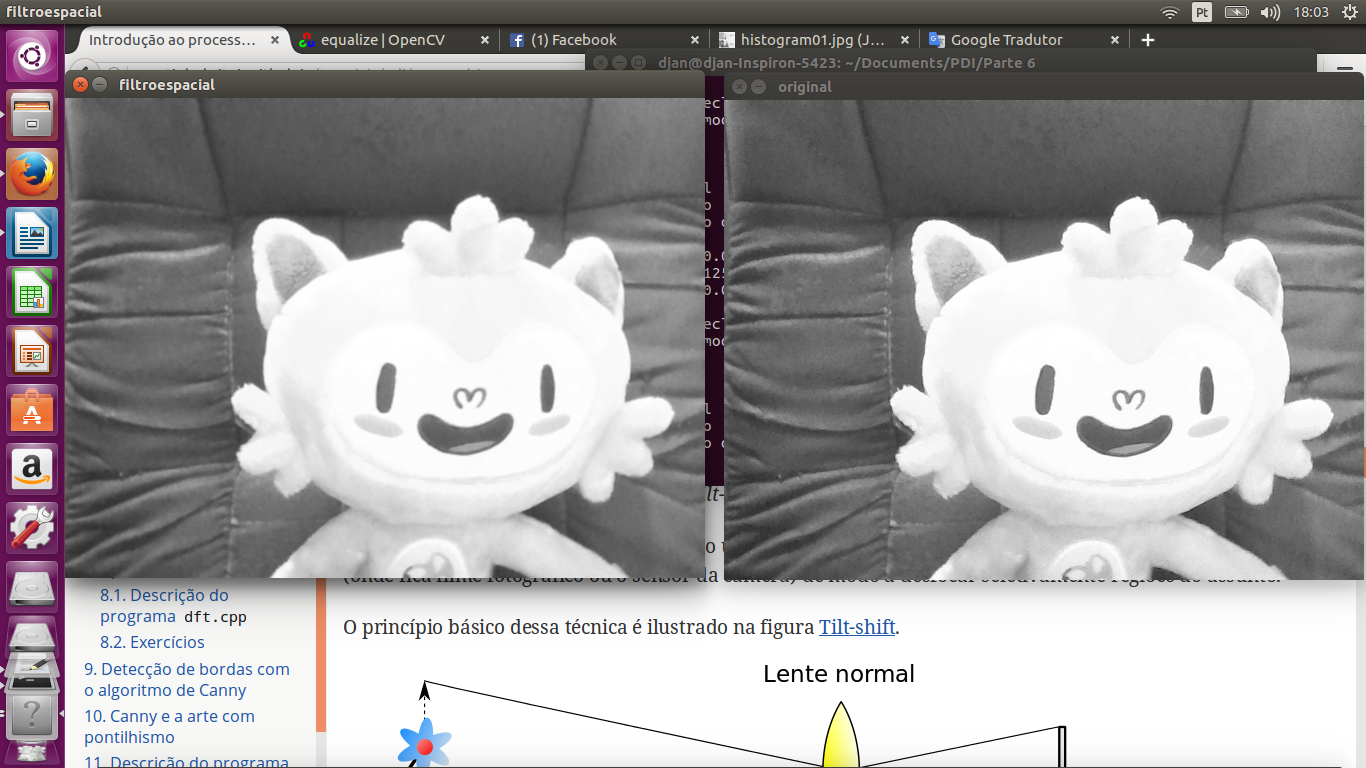 filtroespacial
Pt
18:03
Introdução ao proces…
equalize | OpenCV
(1) Facebook
histogram01.jpg (J…
Google Tradutor
djan@djan-Inspiron-5423: ~/Documents/PDI/Parte 6
filtroespacial
original
8.1. Descrição do
programa dft.cpp
8.2. Exercícios
9. Detecção de bordas com
o algoritmo de Canny
10. Canny e a arte com
pontilhismo
11. Descrição do programa
O princípio básico dessa técnica é ilustrado na figura Tilt-shift.
Lente normal